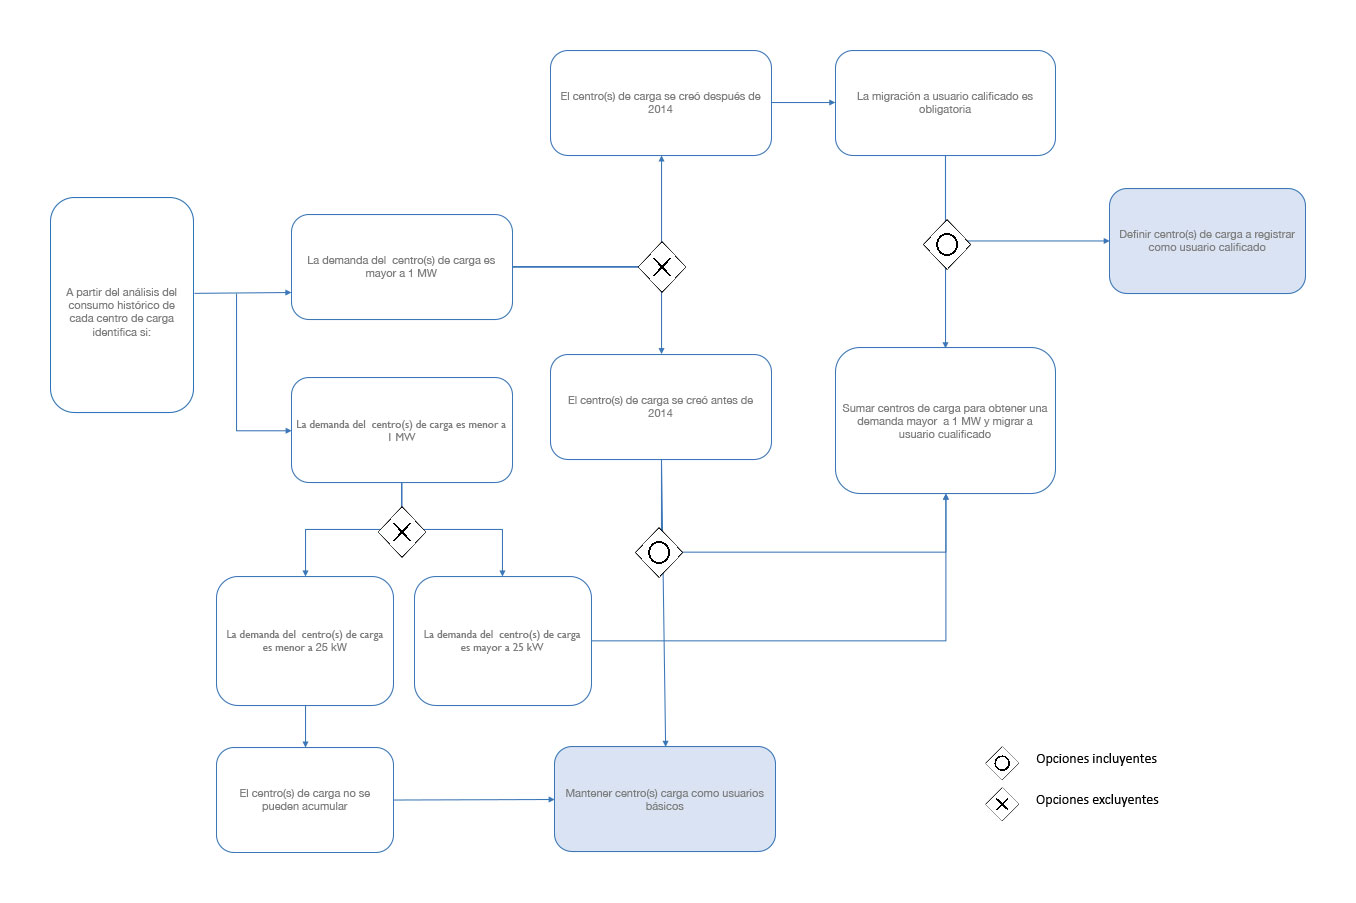 El centro(s) de carga se creó después de
2014
La migración a usuario calificado es
obligatoria
Definir centro(s) de carga a registrar
como usuario calificado
La demanda del  centro(s) de carga es
mayor a 1 MW
A partir del análisis del
consumo histórico de
cada centro de carga
identifica si:
El centro(s) de carga se creó antes de
2014
Sumar centros de carga para obtener una
demanda mayor  a 1 MW y migrar a
usuario cualificado
La demanda del  centro(s) de carga es menor a
1 MW
La demanda del  centro(s) de carga
es menor a 25 kW
La demanda del  centro(s) de carga
es mayor a 25 kW
El centro(s) de carga no se
pueden acumular
Mantener centro(s) carga como usuarios
básicos
Opciones incluyentes
Opciones excluyentes